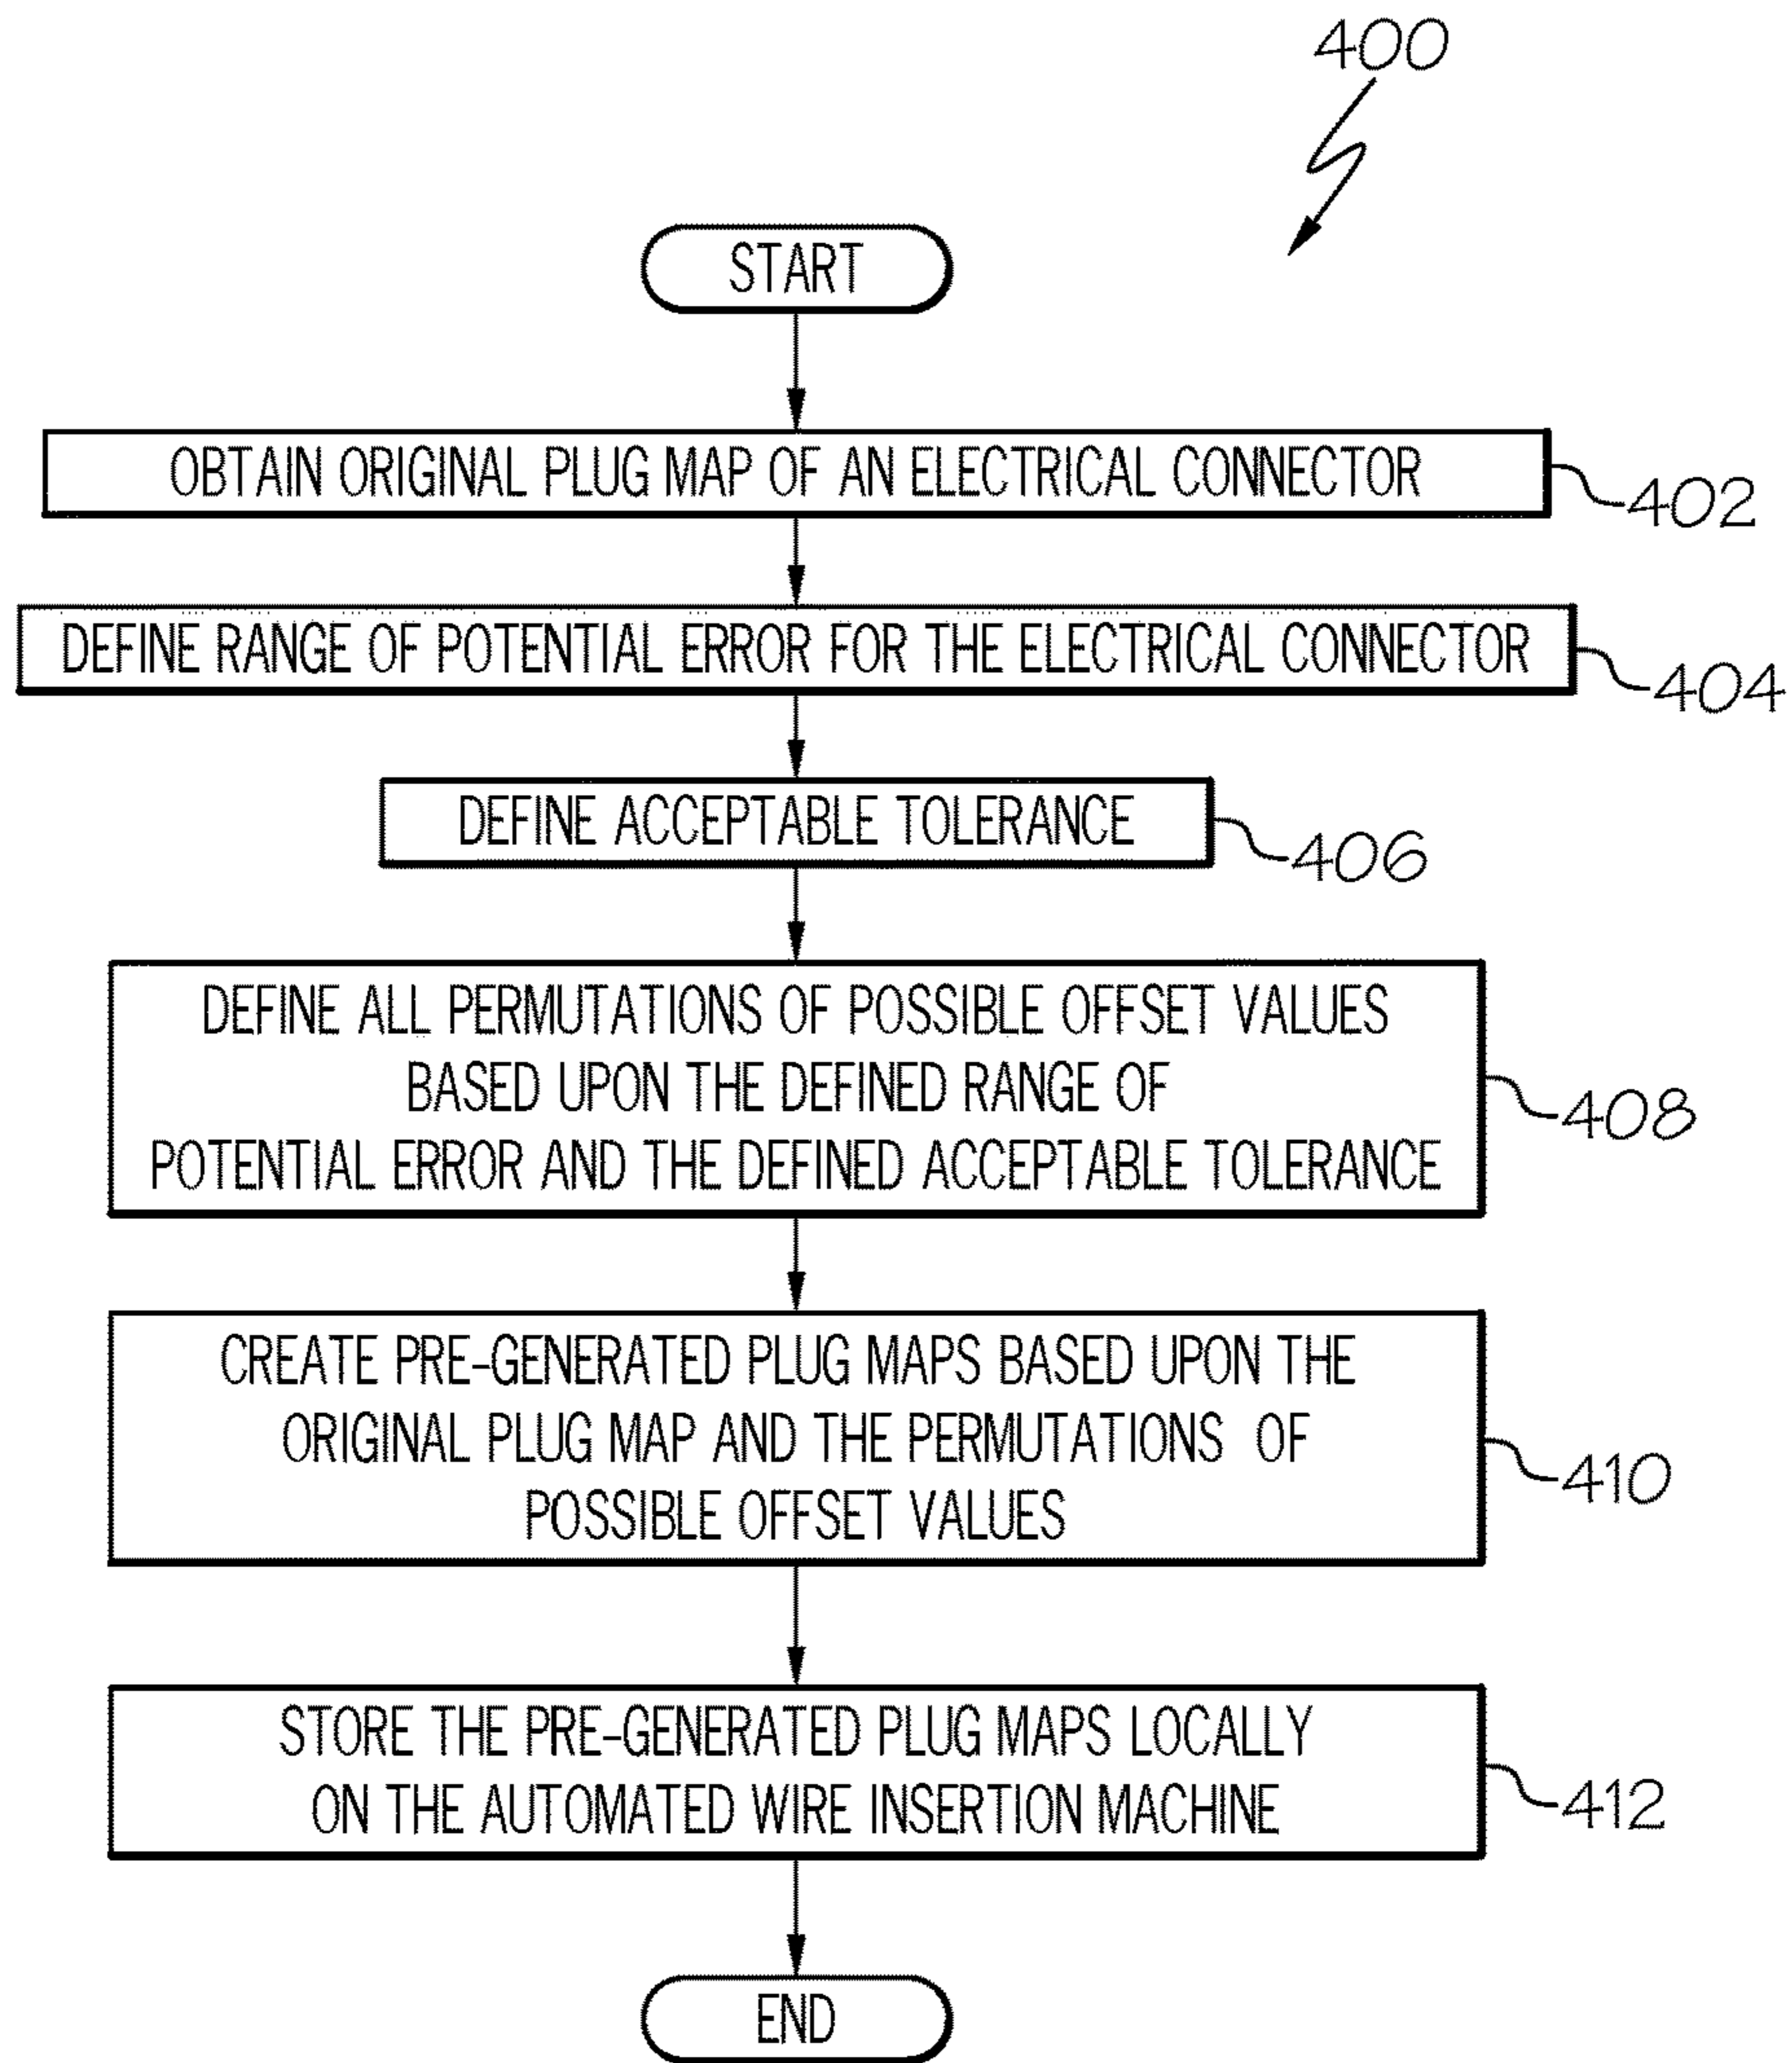 400
START
OBTAIN ORIGINAL PLUG MAP OF AN ELECTRICAL CONNECTOR
402
DEFINE RANGE OF POTENTIAL ERROR FOR THE ELECTRICAL CONNECTOR
404
DEFINE ACCEPTABLE TOLERANCE
406
DEFINE ALL PERMUTATIONS OF POSSIBLE OFFSET VALUES
BASED UPON THE DEFINED RANGE OF
POTENTIAL ERROR AND THE DEFINED ACCEPTABLE TOLERANCE
408
CREATE PRE-GENERATED PLUG MAPS BASED UPON THE
ORIGINAL PLUG MAP AND THE PERMUTATIONS OF
POSSIBLE OFFSET VALUES
410
STORE THE PRE-GENERATED PLUG MAPS LOCALLY
ON THE AUTOMATED WIRE INSERTION MACHINE
412
END